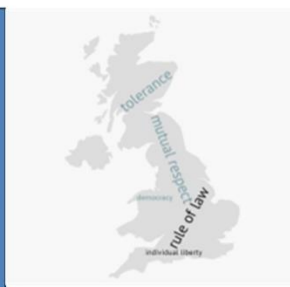 tolerance
mutual respect
democracy
rule of law
individual liberty